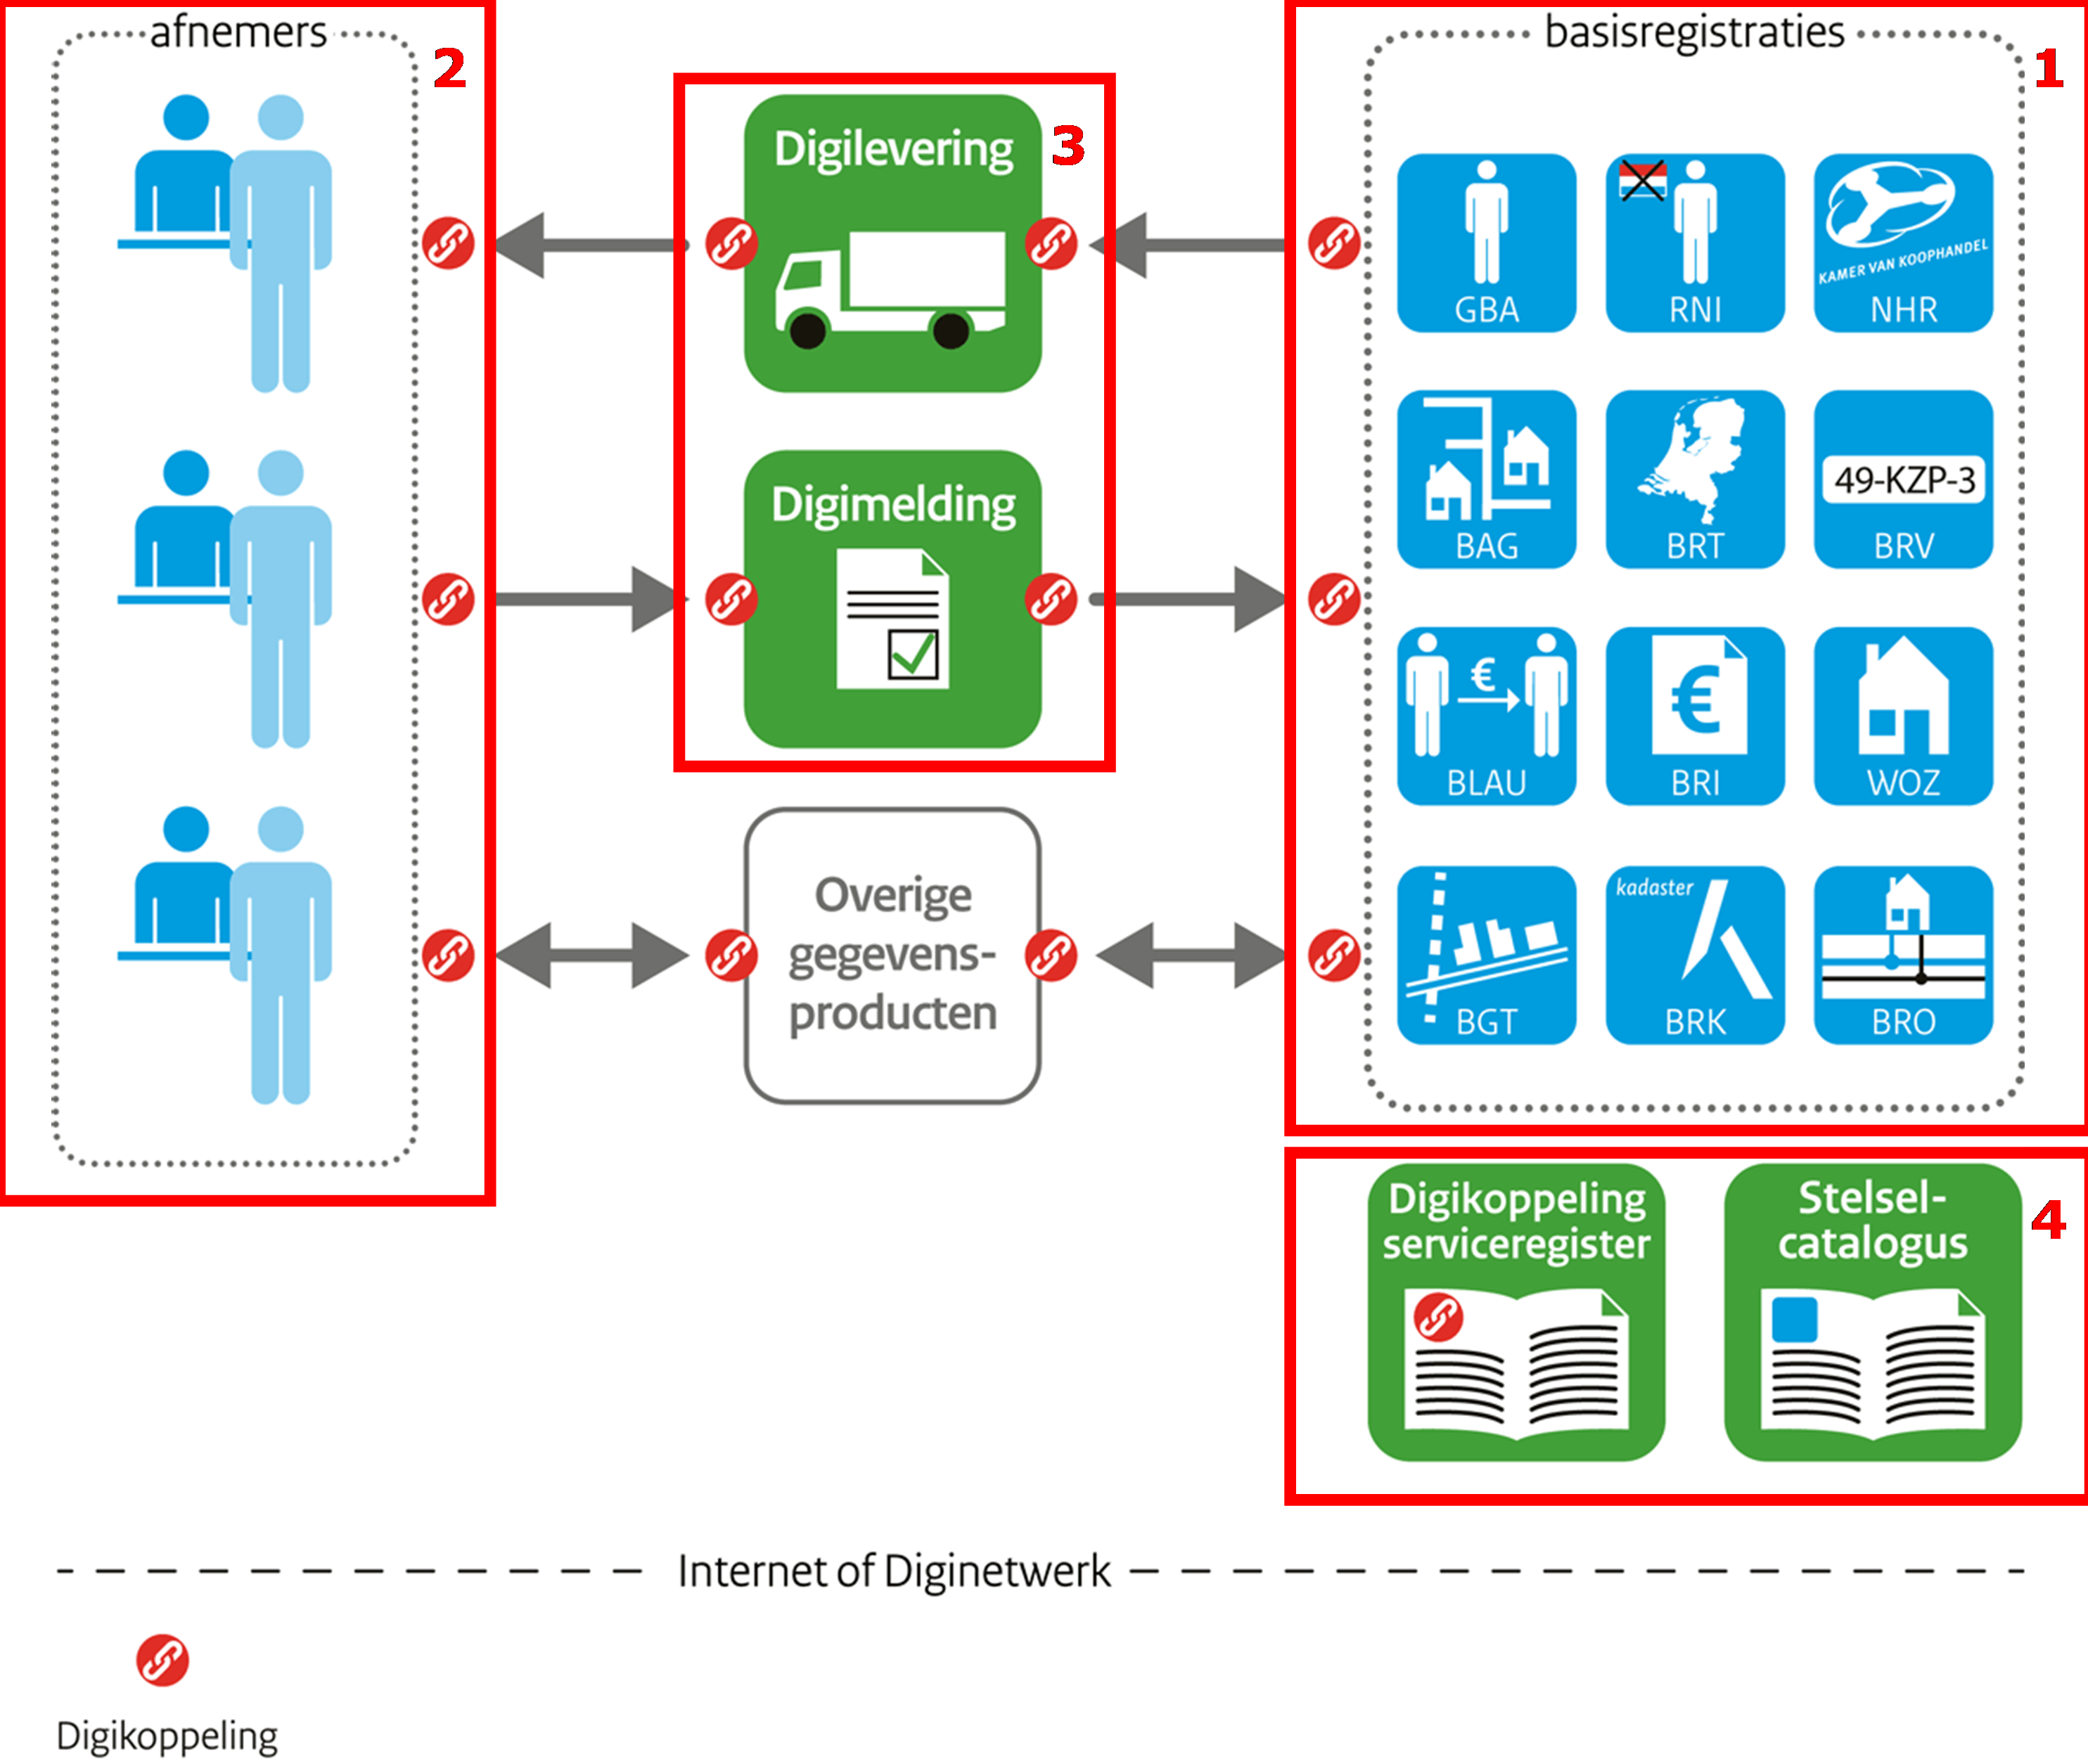 afnemers
2
Digilevering
3
basisregistraties
1
GBA
RNI
KAMER VAN KOOPHANDEL
NHR
Digimelding
BAG
BRT
49-KZP-3
BRV
€
BLAU
€
BRI
WOZ
Overige
gegevens-
producten
BGT
kadaster
BRK
BRO
Digikoppeling
serviceregister
Stelsel-
catalogus
4
Internet of Diginetwerk
Digikoppeling